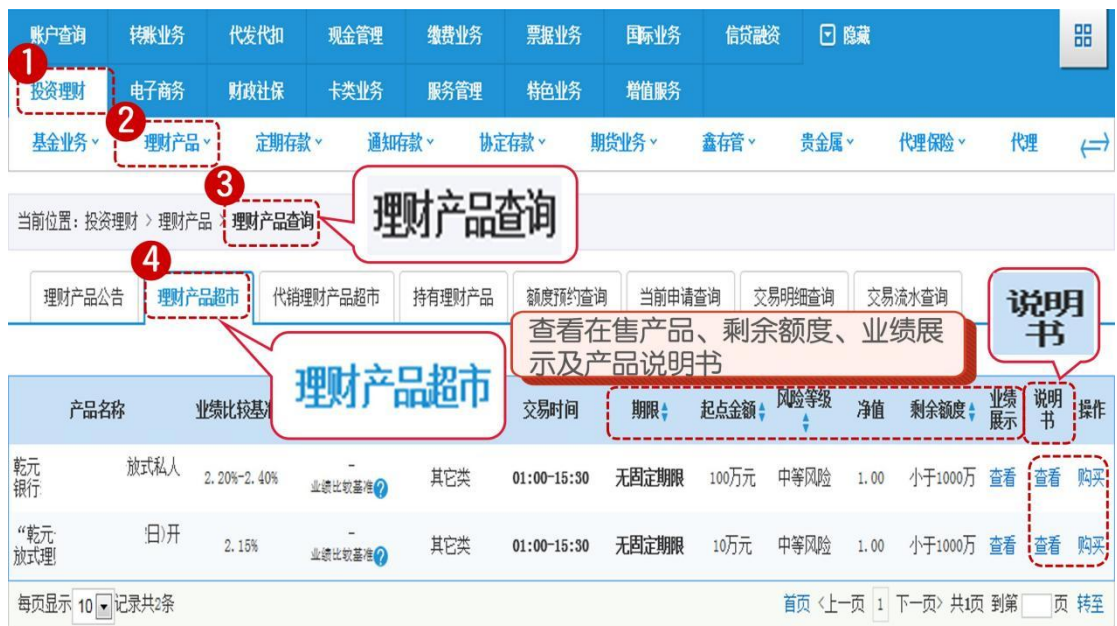 账户查询 转账业务 代发代扣 现金管理 缴费业务 票据业务 国际业务 信贷融资 隐藏
1
投资理财 电子商务 财政社保 卡类业务 服务管理 特色业务 增值服务
2
基金业务 理财产品 定期存款 通知存款 协定存款 期货业务 鑫存管 贵金属 代理保险 代理
3
当前位置：投资理财 > 理财产品 > 理财产品查询
理财产品查询
4
理财产品公告 理财产品超市 代销理财产品超市 持有理财产品 额度预约查询 当前申请查询 交易明细查询 交易流水查询
说明
书
查看在售产品、剩余额度、业绩展
示及产品说明书
理财产品超市
产品名称 业绩比较基准 交易时间 期限 起点金额 风险等级 净值 剩余额度 业绩展示 说明书 操作
乾元 放式私人
银行
2.20%-2.40% - 业绩比较基准? 其它类 01:00-15:30 无固定期限 100万元 中等风险 1.00 小于1000万 查看 查看 购买
“乾元 日)开
放式理
2.15% - 业绩比较基准? 其它类 01:00-15:30 无固定期限 10万元 中等风险 1.00 小于1000万 查看 查看 购买
每页显示 10 记录共2条 首页 〈上一页 1 下一页〉 共1页 到第 页 转至